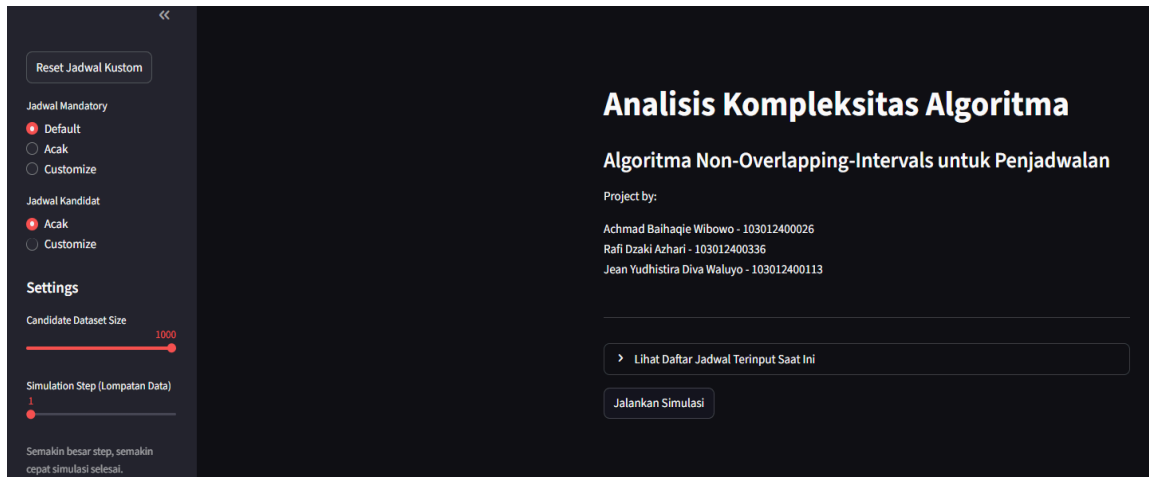 Reset Jadwal Kustom
Jadwal Mandatory
Default
Acak
Customize
Jadwal Kandidat
Acak
Customize
Settings
Candidate Dataset Size
1000
Simulation Step (Lompatan Data)
1
Semakin besar step, semakin
cepat simulasi selesai.
Analisis Kompleksitas Algoritma
Algoritma Non-Overlapping-Intervals untuk Penjadwalan
Project by:
Achmad Baihaqie Wibowo - 103012400026
Rafi Dzaki Azhari - 103012400336
Jean Yudhistira Diva Waluyo - 103012400113
Lihat Daftar Jadwal Terinput Saat Ini
Jalankan Simulasi